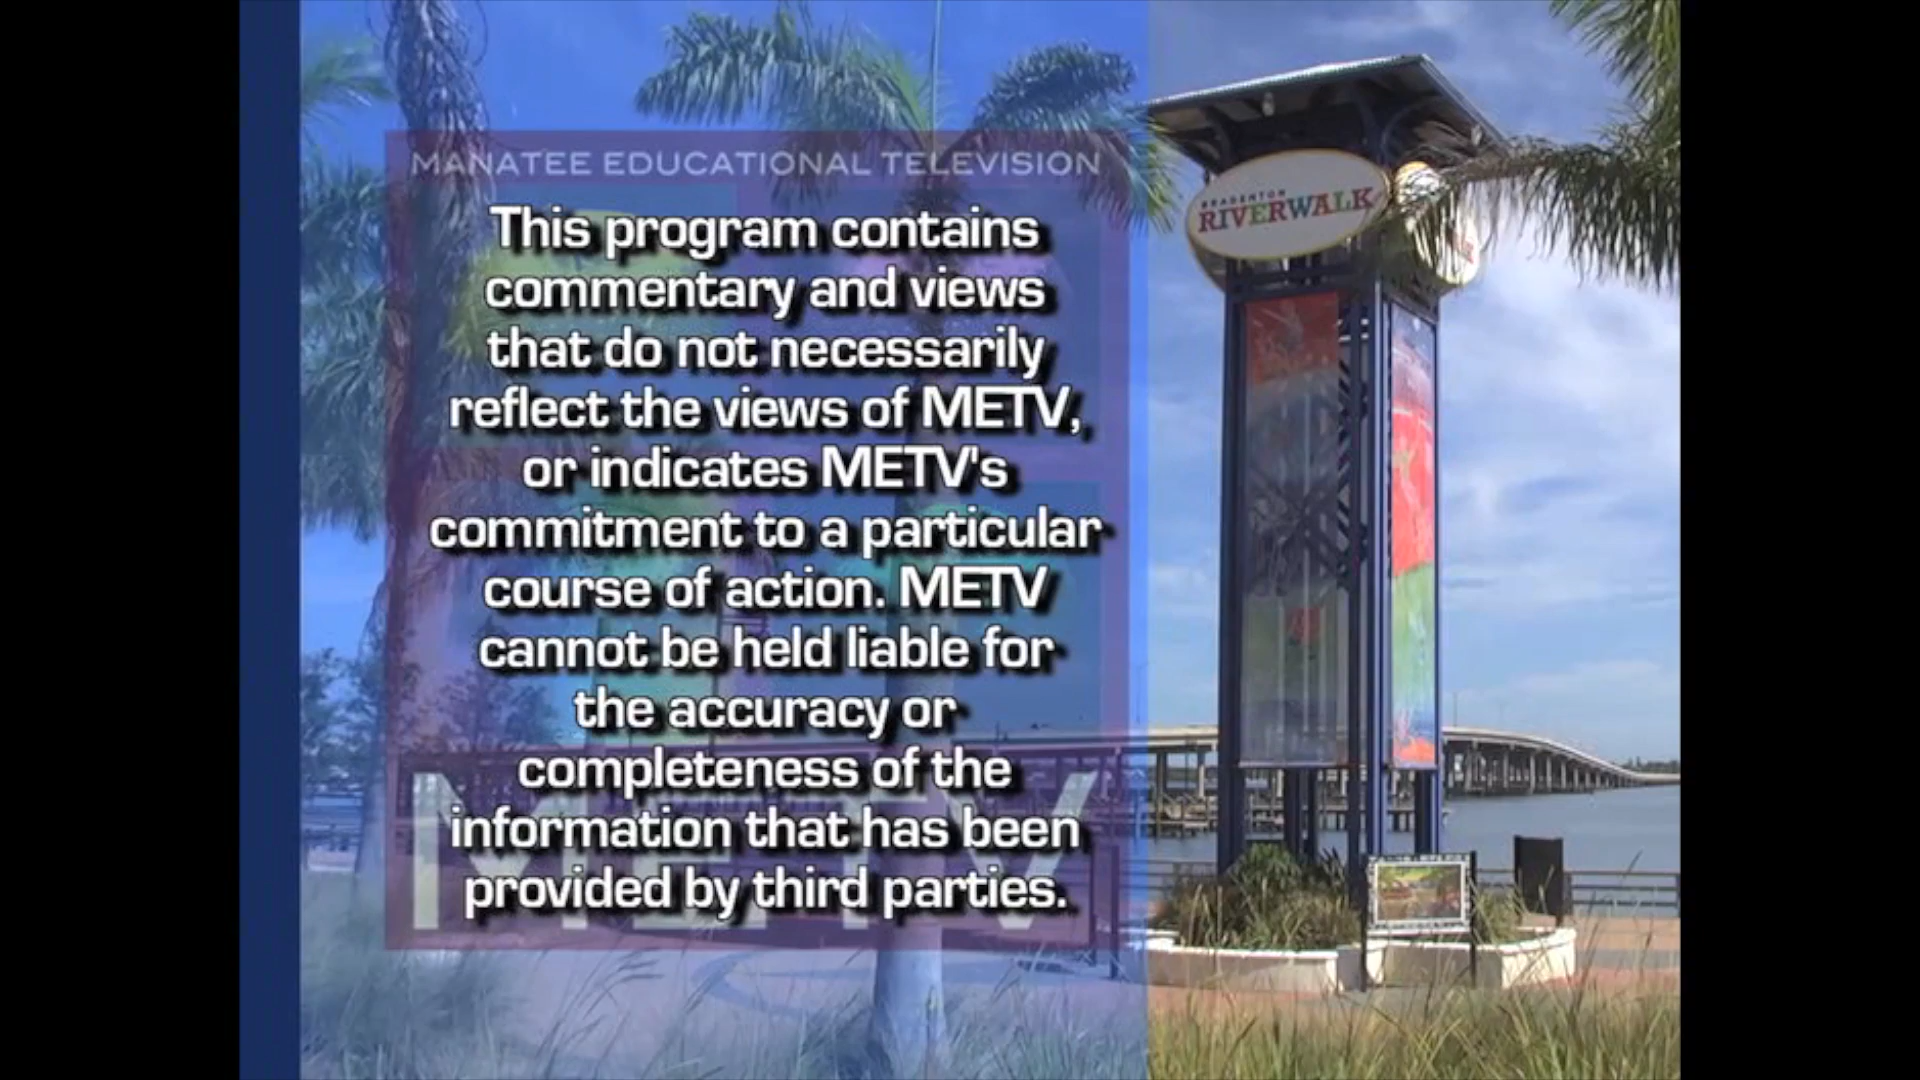 MANATEE EDUCATIONAL TELEVISION
This program contains
commentary and views
that do not necessarily
reflect the views of METV,
or indicates METV's
commitment to a particular
course of action. METV
cannot be held liable for
the accuracy or
completeness of the
information that has been
provided by third parties.
METV
BRADENTON
RIVERWALK